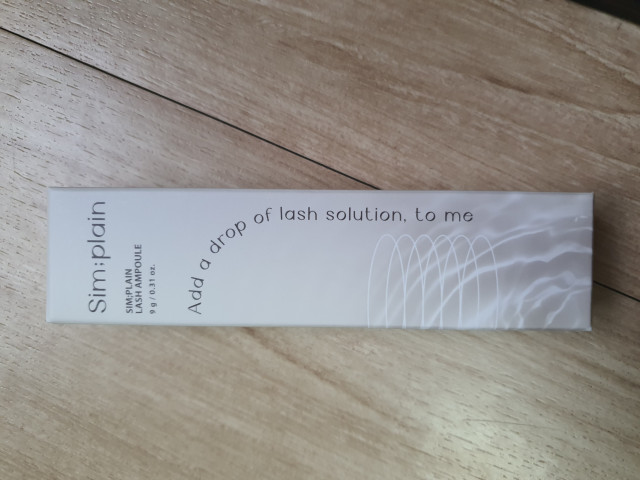 Sim;plain
SIM;PLAIN
LASH AMPOULE
9 g / 0.31 oz.
Add a drop of lash solution, to me